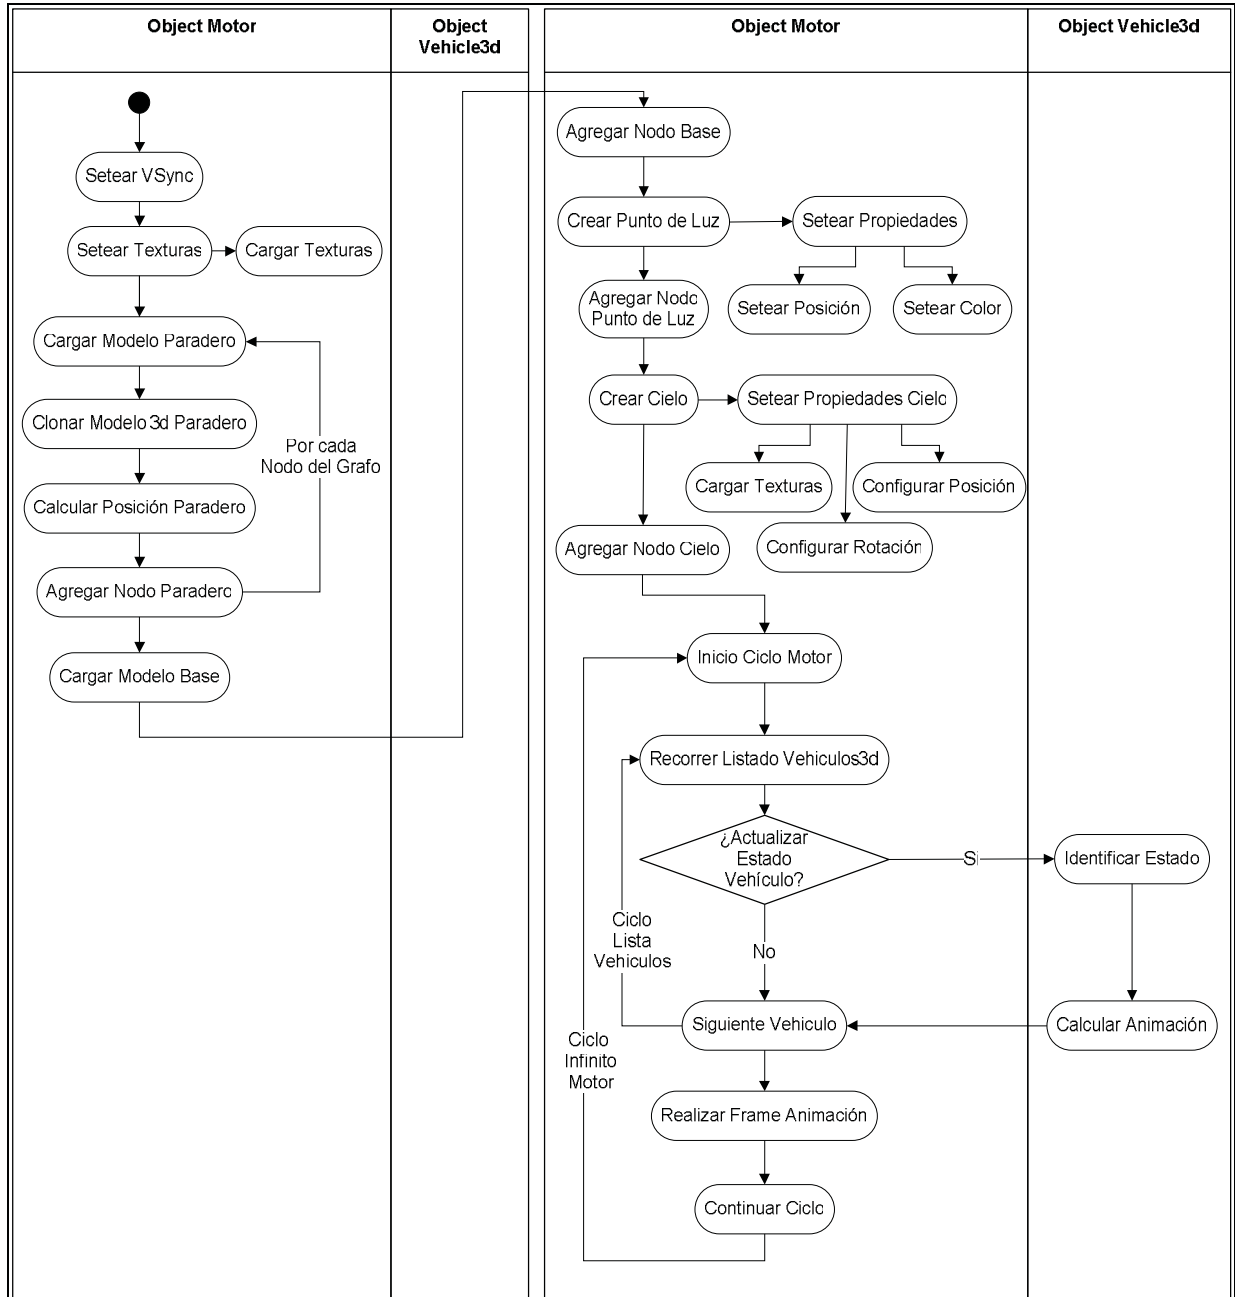 Object Motor
Object
Vehicle3d
Object Motor
Object Vehicle3d
Setear VSync
Setear Texturas
Cargar Texturas
Cargar Modelo Paradero
Clonar Modelo 3d Paradero
Por cada
Nodo del Grafo
Calcular Posición Paradero
Agregar Nodo Paradero
Cargar Modelo Base
Agregar Nodo Base
Crear Punto de Luz
Setear Propiedades
Agregar Nodo
Punto de Luz
Setear Posición
Setear Color
Crear Cielo
Setear Propiedades Cielo
Cargar Texturas
Configurar Posición
Agregar Nodo Cielo
Configurar Rotación
Inicio Ciclo Motor
Recorrer Listado Vehiculos3d
¿Actualizar
Estado
Vehículo?
Si
Identificar Estado
Ciclo
Lista
Vehiculos
No
Siguiente Vehiculo
Calcular Animación
Ciclo
Infinito
Motor
Realizar Frame Animación
Continuar Ciclo